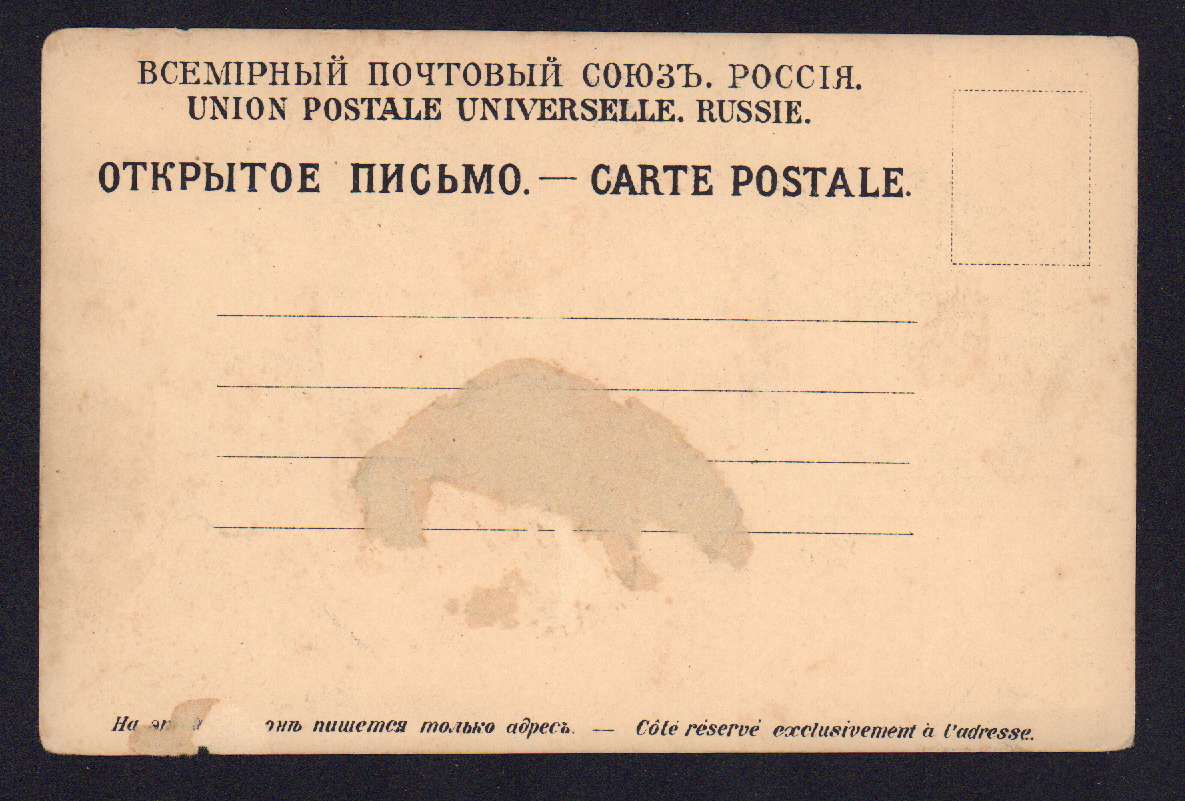 ВСЕМІРНЫЙ ПОЧТОВЫЙ СОЮЗЪ. РОССІЯ.
UNION POSTALE UNIVERSELLE. RUSSIE.
ОТКРЫТОЕ ПИСЬМО. — CARTE POSTALE.
На пишется только адресъ. — Côté réservé exclusivement à l'adresse.